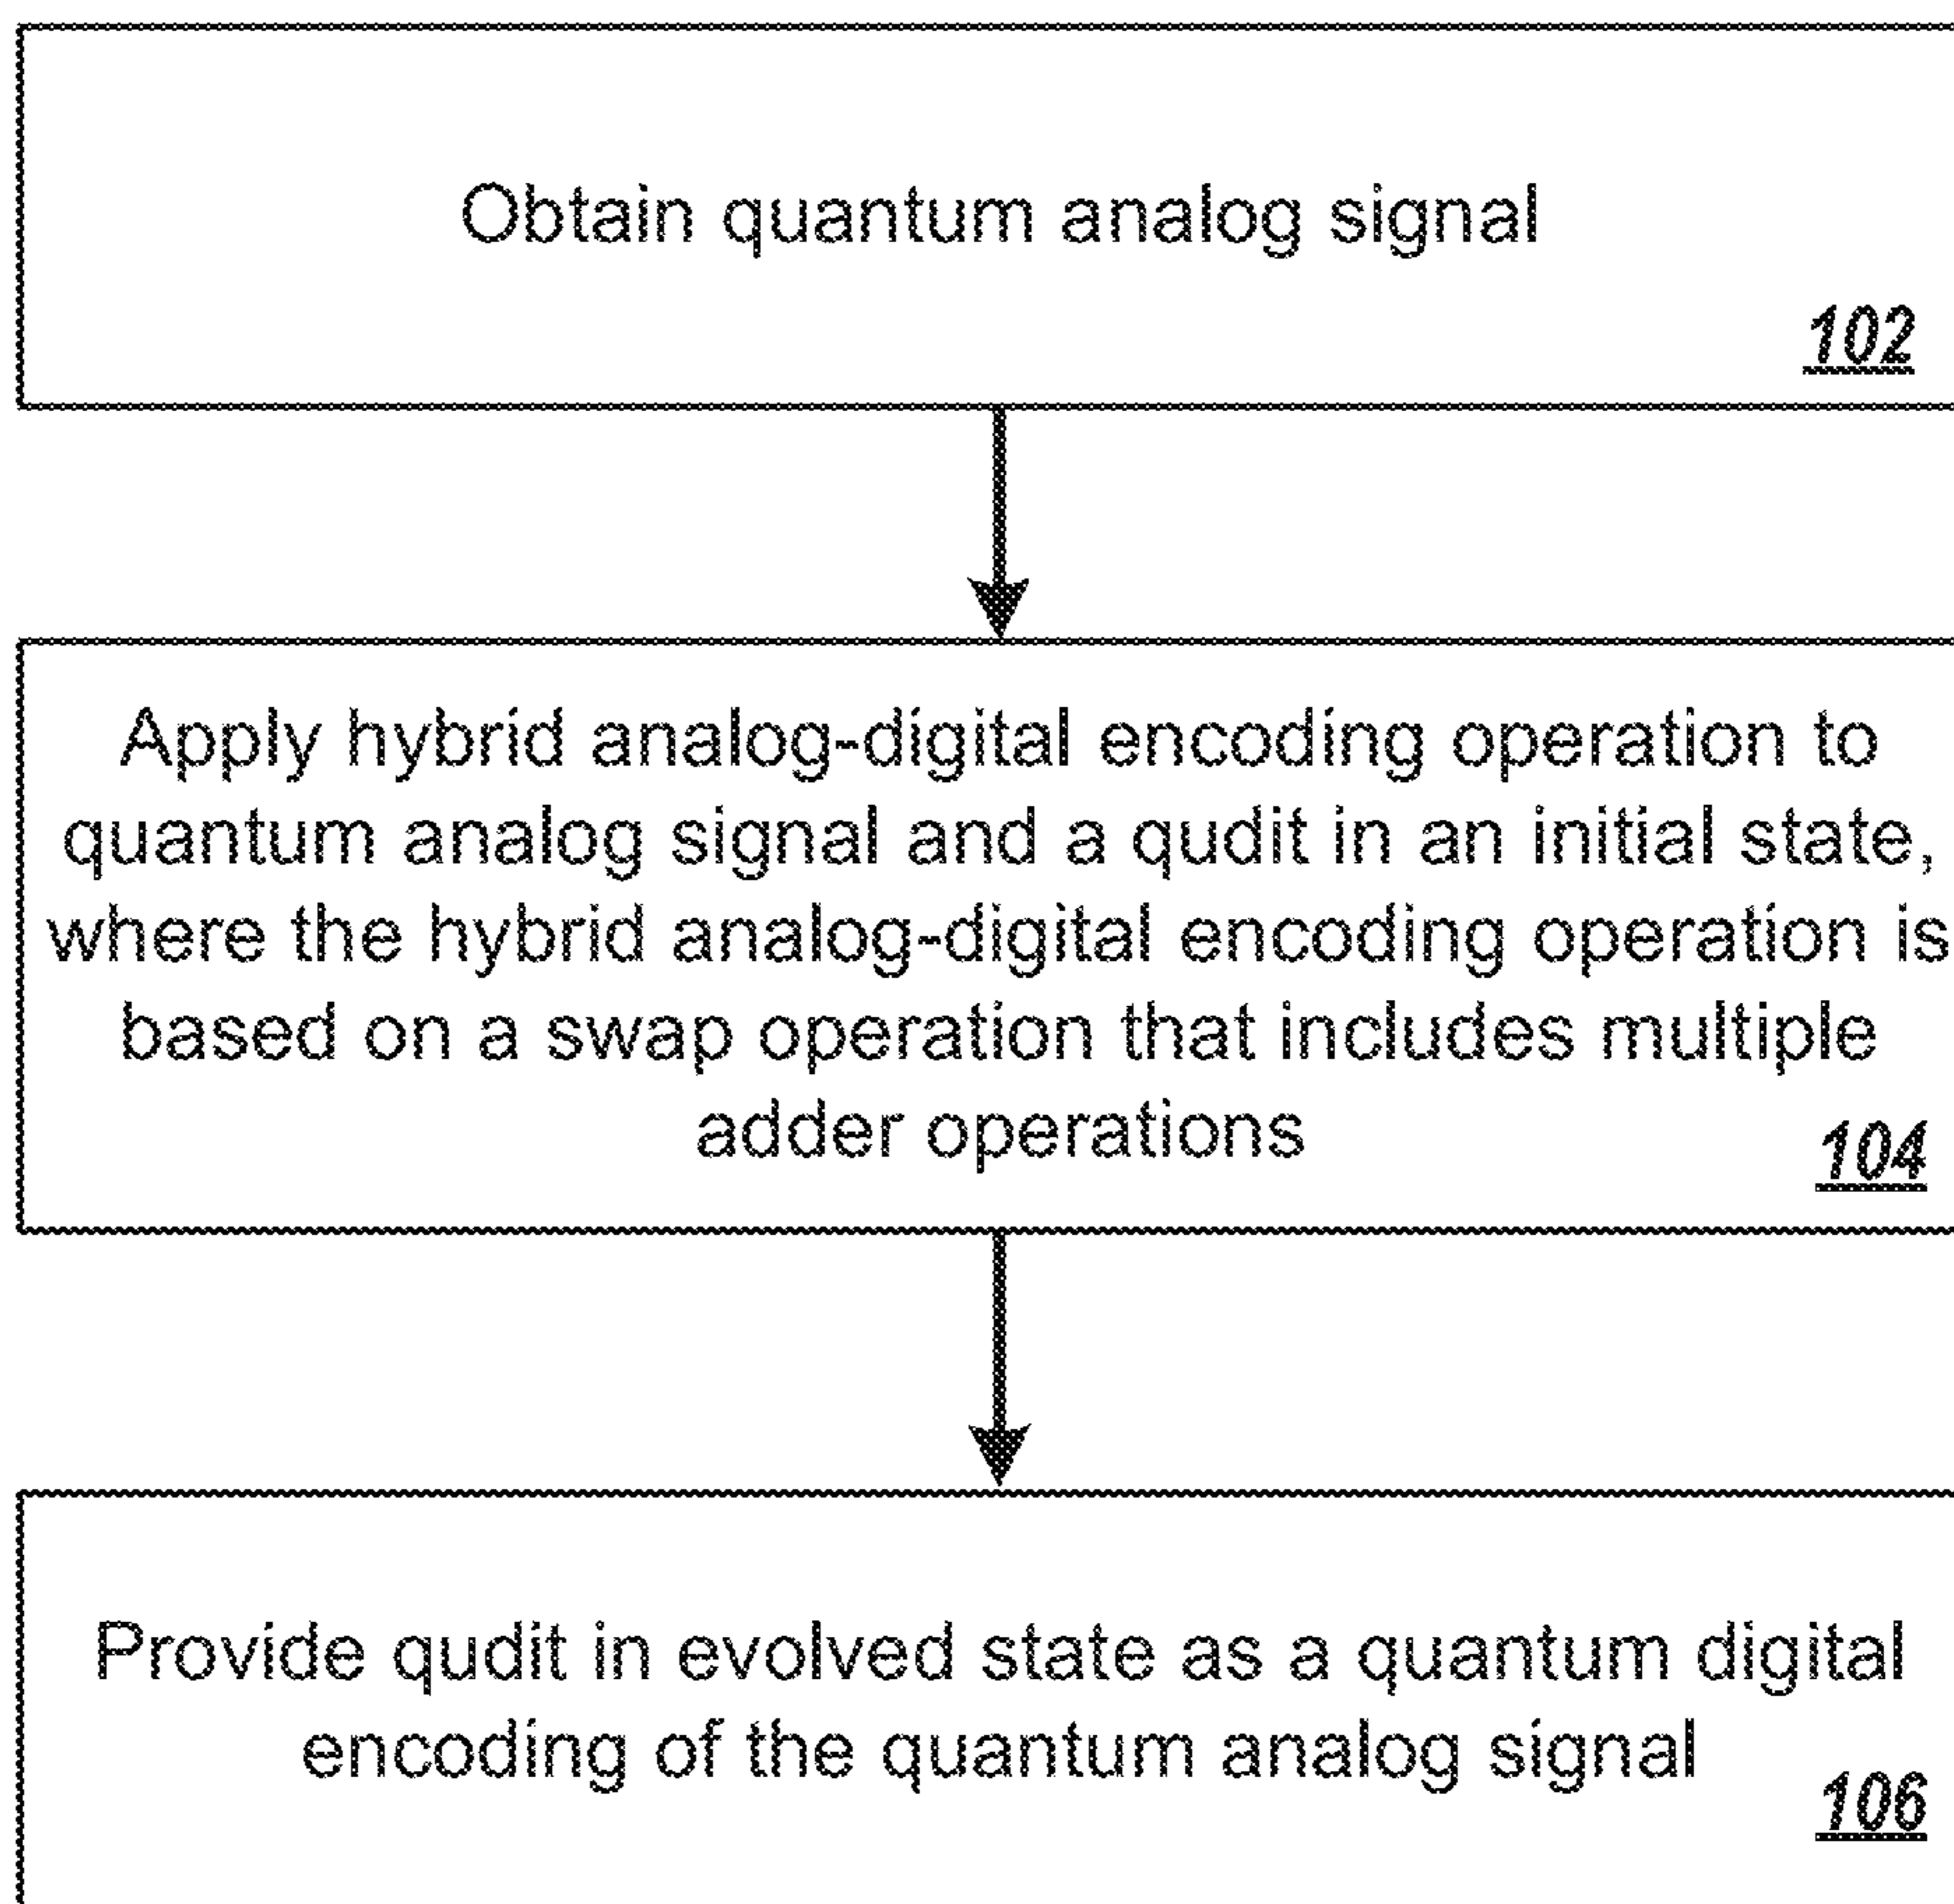 Obtain quantum analog signal
102
Apply hybrid analog-digital encoding operation to
quantum analog signal and a qudit in an initial state,
where the hybrid analog-digital encoding operation is
based on a swap operation that includes multiple
adder operations
104
Provide qudit in evolved state as a quantum digital
encoding of the quantum analog signal
106